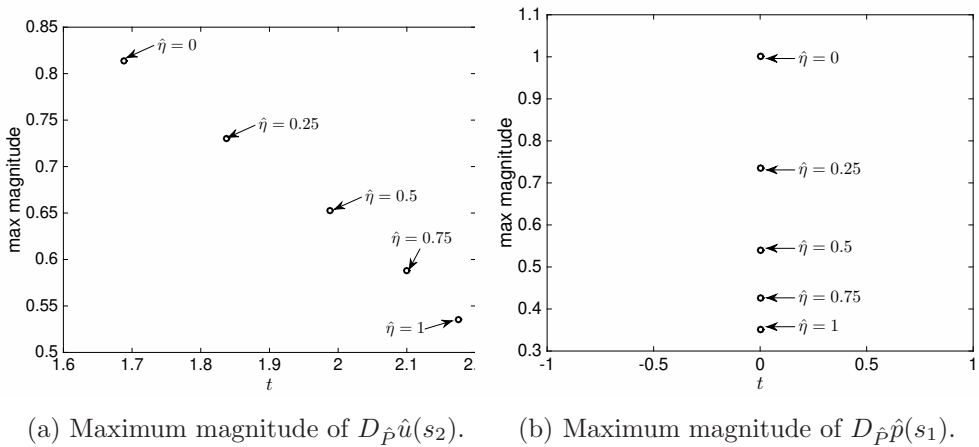 0.85
0.8
0.75
0.7
0.65
0.6
0.55
0.5
max magnitude
1.6 1.7 1.8 1.9 2 2.1 2.
t
η̂ = 0
η̂ = 0.25
η̂ = 0.5
η̂ = 0.75
η̂ = 1
(a) Maximum magnitude of D_P̂ û(s₂).
1.1
1
0.9
0.8
0.7
0.6
0.5
0.4
0.3
max magnitude
-1 -0.5 0 0.5 1
t
η̂ = 0
η̂ = 0.25
η̂ = 0.5
η̂ = 0.75
η̂ = 1
(b) Maximum magnitude of D_P̂ p̂(s₁).